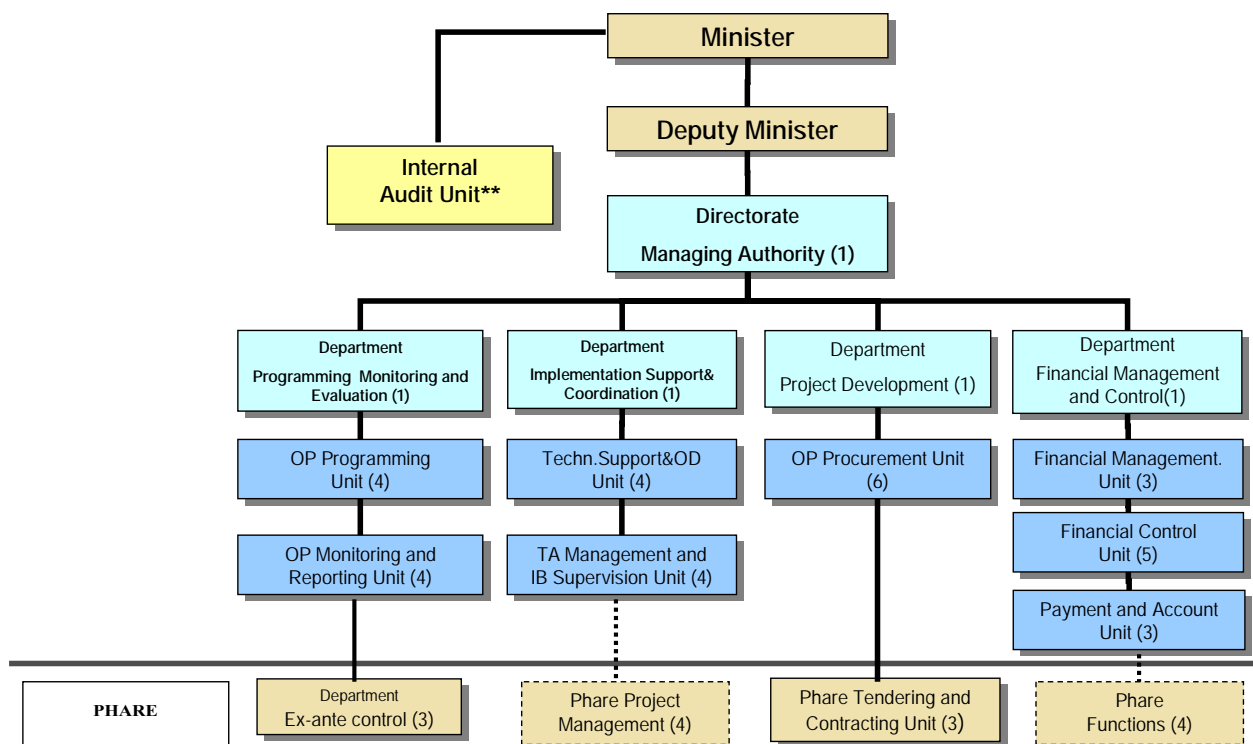 Minister
Deputy Minister
Internal
Audit Unit**
Directorate
Managing Authority (1)
Department
Programming Monitoring and
Evaluation (1)
Department
Implementation Support&
Coordination (1)
Department
Project Development (1)
Department
Financial Management
and Control(1)
OP Programming
Unit (4)
Techn.Support&OD
Unit (4)
OP Procurement Unit
(6)
Financial Management.
Unit (3)
Financial Control
Unit (5)
OP Monitoring and
Reporting Unit (4)
TA Management and
IB Supervision Unit (4)
Payment and Account
Unit (3)
PHARE
Department
Ex-ante control (3)
Phare Project
Management (4)
Phare Tendering and
Contracting Unit (3)
Phare
Functions (4)